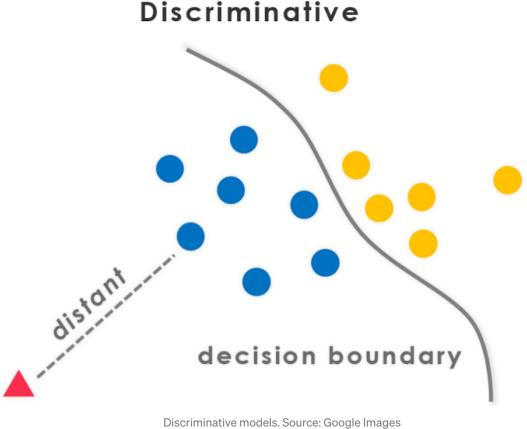 Discriminative
distant
decision boundary
Discriminative models. Source: Google Images